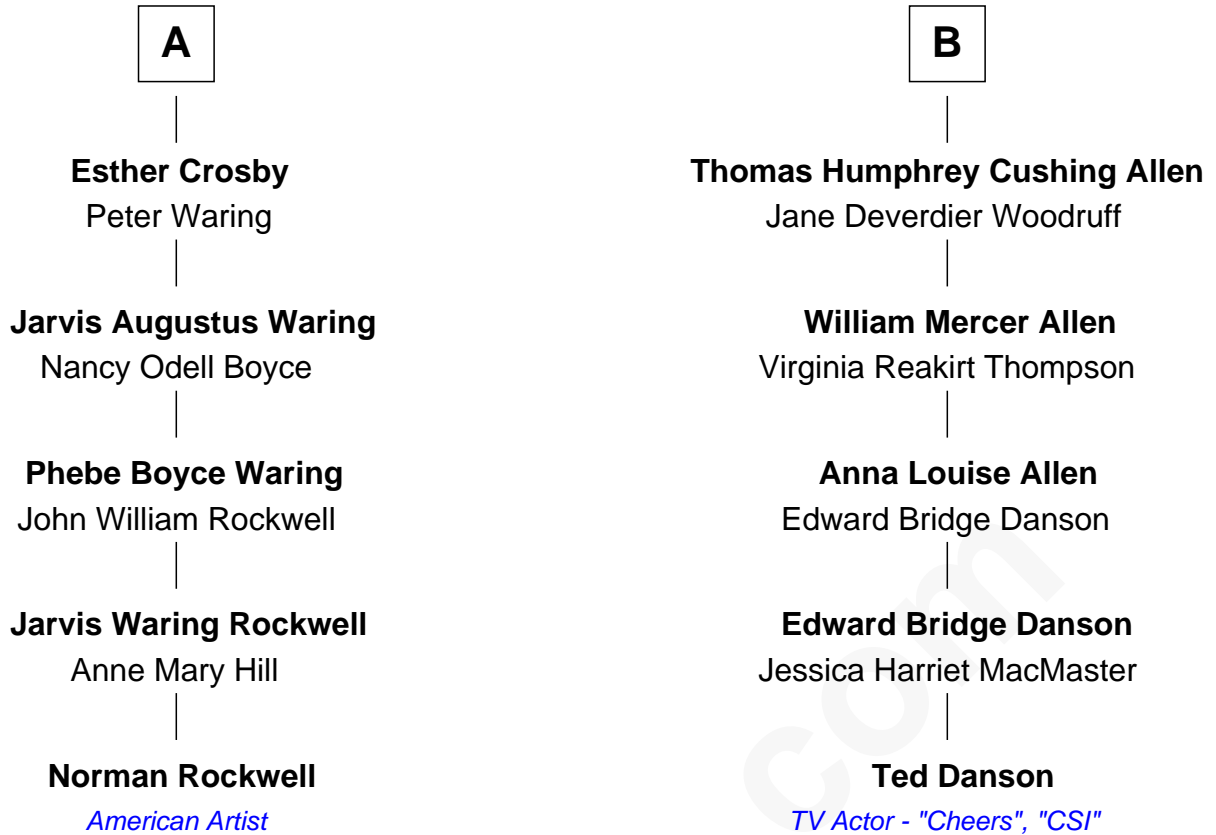 A
Esther Crosby
Peter Waring
Jarvis Augustus Waring
Nancy Odell Boyce
Phebe Boyce Waring
John William Rockwell
Jarvis Waring Rockwell
Anne Mary Hill
Norman Rockwell
American Artist
B
Thomas Humphrey Cushing Allen
Jane Deverdier Woodruff
William Mercer Allen
Virginia Reakirt Thompson
Anna Louise Allen
Edward Bridge Danson
Edward Bridge Danson
Jessica Harriet MacMaster
Ted Danson
TV Actor - "Cheers", "CSI"
com